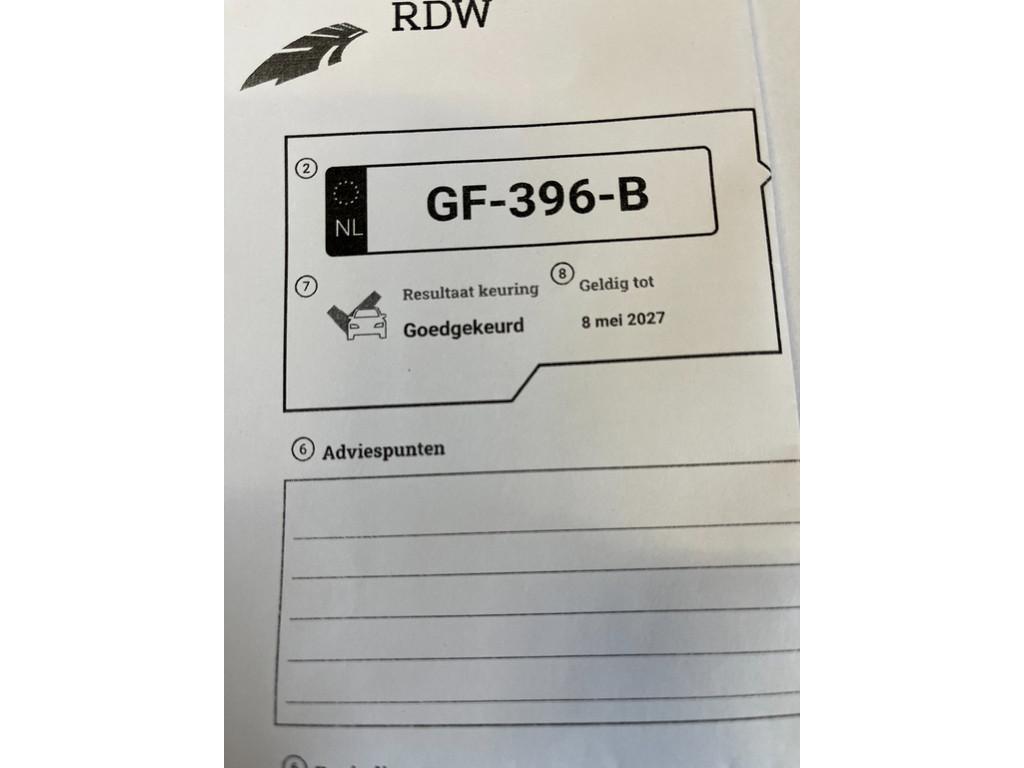 RDW
2
NL
GF-396-B
7
Resultaat keuring
Goedgekeurd
8
Geldig tot
8 mei 2027
6 Adviespunten